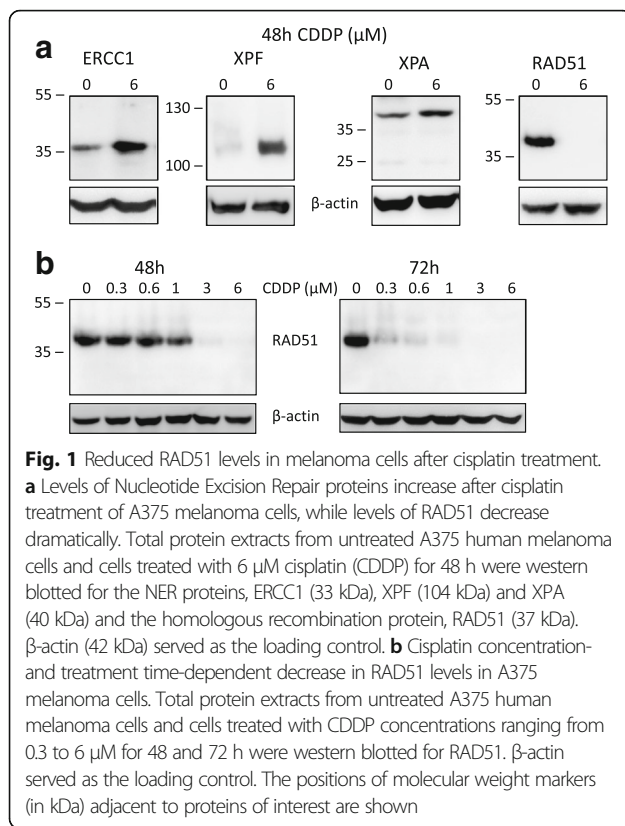 a
48h CDDP (μM)
ERCC1 XPF XPA RAD51
0 6 0 6 0 6 0 6
55
35
130
100
35
25
55
35
β-actin
b
48h 72h
0 0.3 0.6 1 3 6 CDDP (μM) 0 0.3 0.6 1 3 6
55
35
RAD51
β-actin
Fig. 1 Reduced RAD51 levels in melanoma cells after cisplatin treatment.
a Levels of Nucleotide Excision Repair proteins increase after cisplatin
treatment of A375 melanoma cells, while levels of RAD51 decrease
dramatically. Total protein extracts from untreated A375 human melanoma
cells and cells treated with 6 μM cisplatin (CDDP) for 48 h were western
blotted for the NER proteins, ERCC1 (33 kDa), XPF (104 kDa) and XPA
(40 kDa) and the homologous recombination protein, RAD51 (37 kDa).
β-actin (42 kDa) served as the loading control. b Cisplatin concentration-
and treatment time-dependent decrease in RAD51 levels in A375
melanoma cells. Total protein extracts from untreated A375 human
melanoma cells and cells treated with CDDP concentrations ranging from
0.3 to 6 μM for 48 and 72 h were western blotted for RAD51. β-actin
served as the loading control. The positions of molecular weight markers
(in kDa) adjacent to proteins of interest are shown